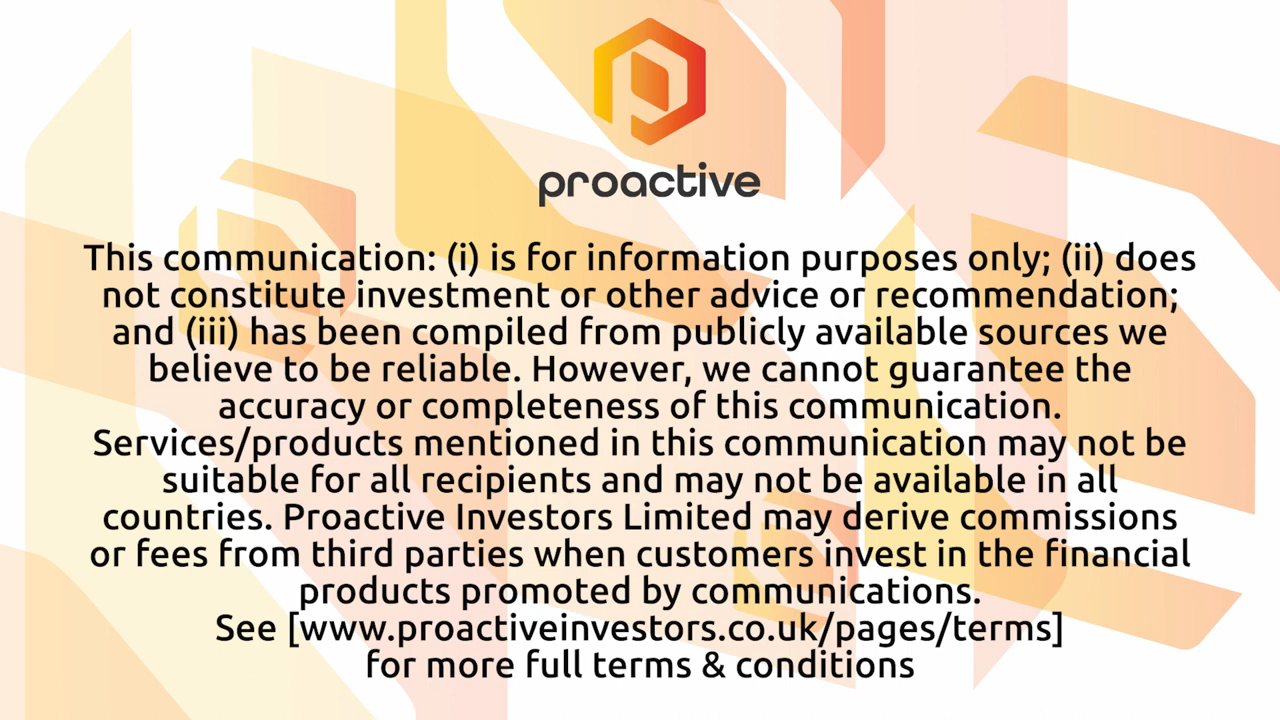 proactive
This communication: (i) is for information purposes only; (ii) does
not constitute investment or other advice or recommendation;
and (iii) has been compiled from publicly available sources we
believe to be reliable. However, we cannot guarantee the
accuracy or completeness of this communication.
Services/products mentioned in this communication may not be
suitable for all recipients and may not be available in all
countries. Proactive Investors Limited may derive commissions
or fees from third parties when customers invest in the financial
products promoted by communications.
See [www.proactiveinvestors.co.uk/pages/terms]
for more full terms & conditions